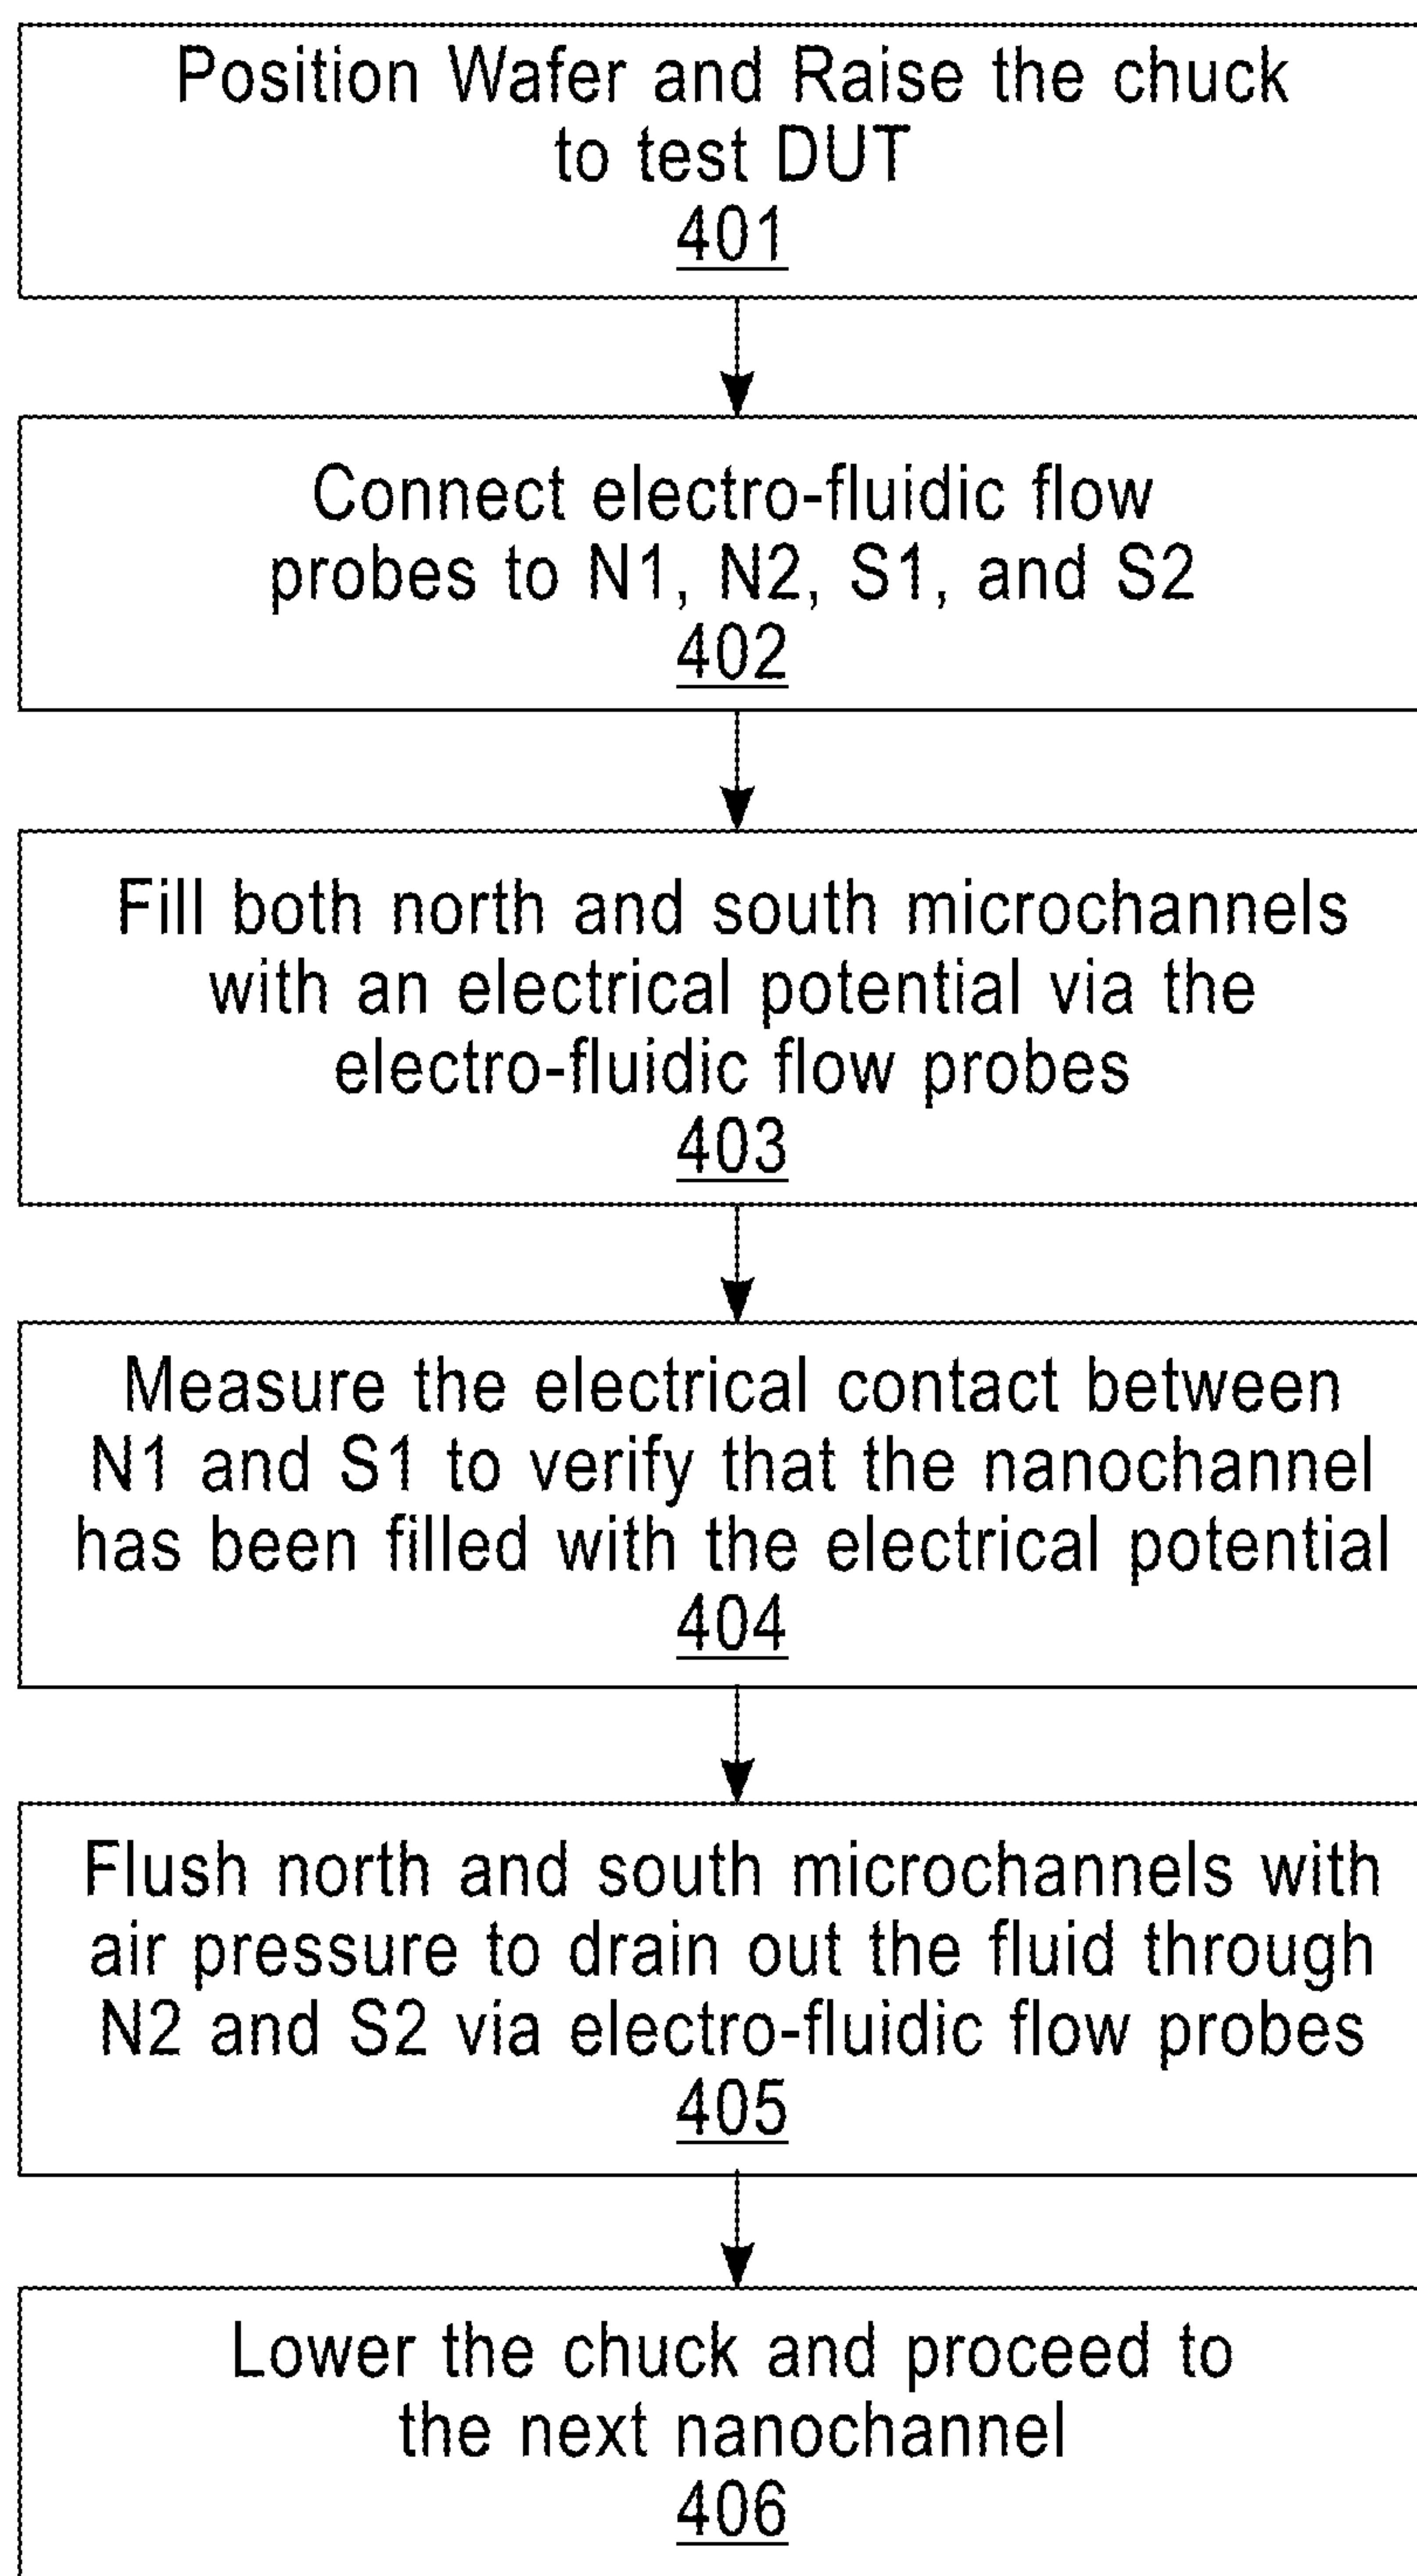 Position Wafer and Raise the chuck
to test DUT
401
Connect electro-fluidic flow
probes to N1, N2, S1, and S2
402
Fill both north and south microchannels
with an electrical potential via the
electro-fluidic flow probes
403
Measure the electrical contact between
N1 and S1 to verify that the nanochannel
has been filled with the electrical potential
404
Flush north and south microchannels with
air pressure to drain out the fluid through
N2 and S2 via electro-fluidic flow probes
405
Lower the chuck and proceed to
the next nanochannel
406